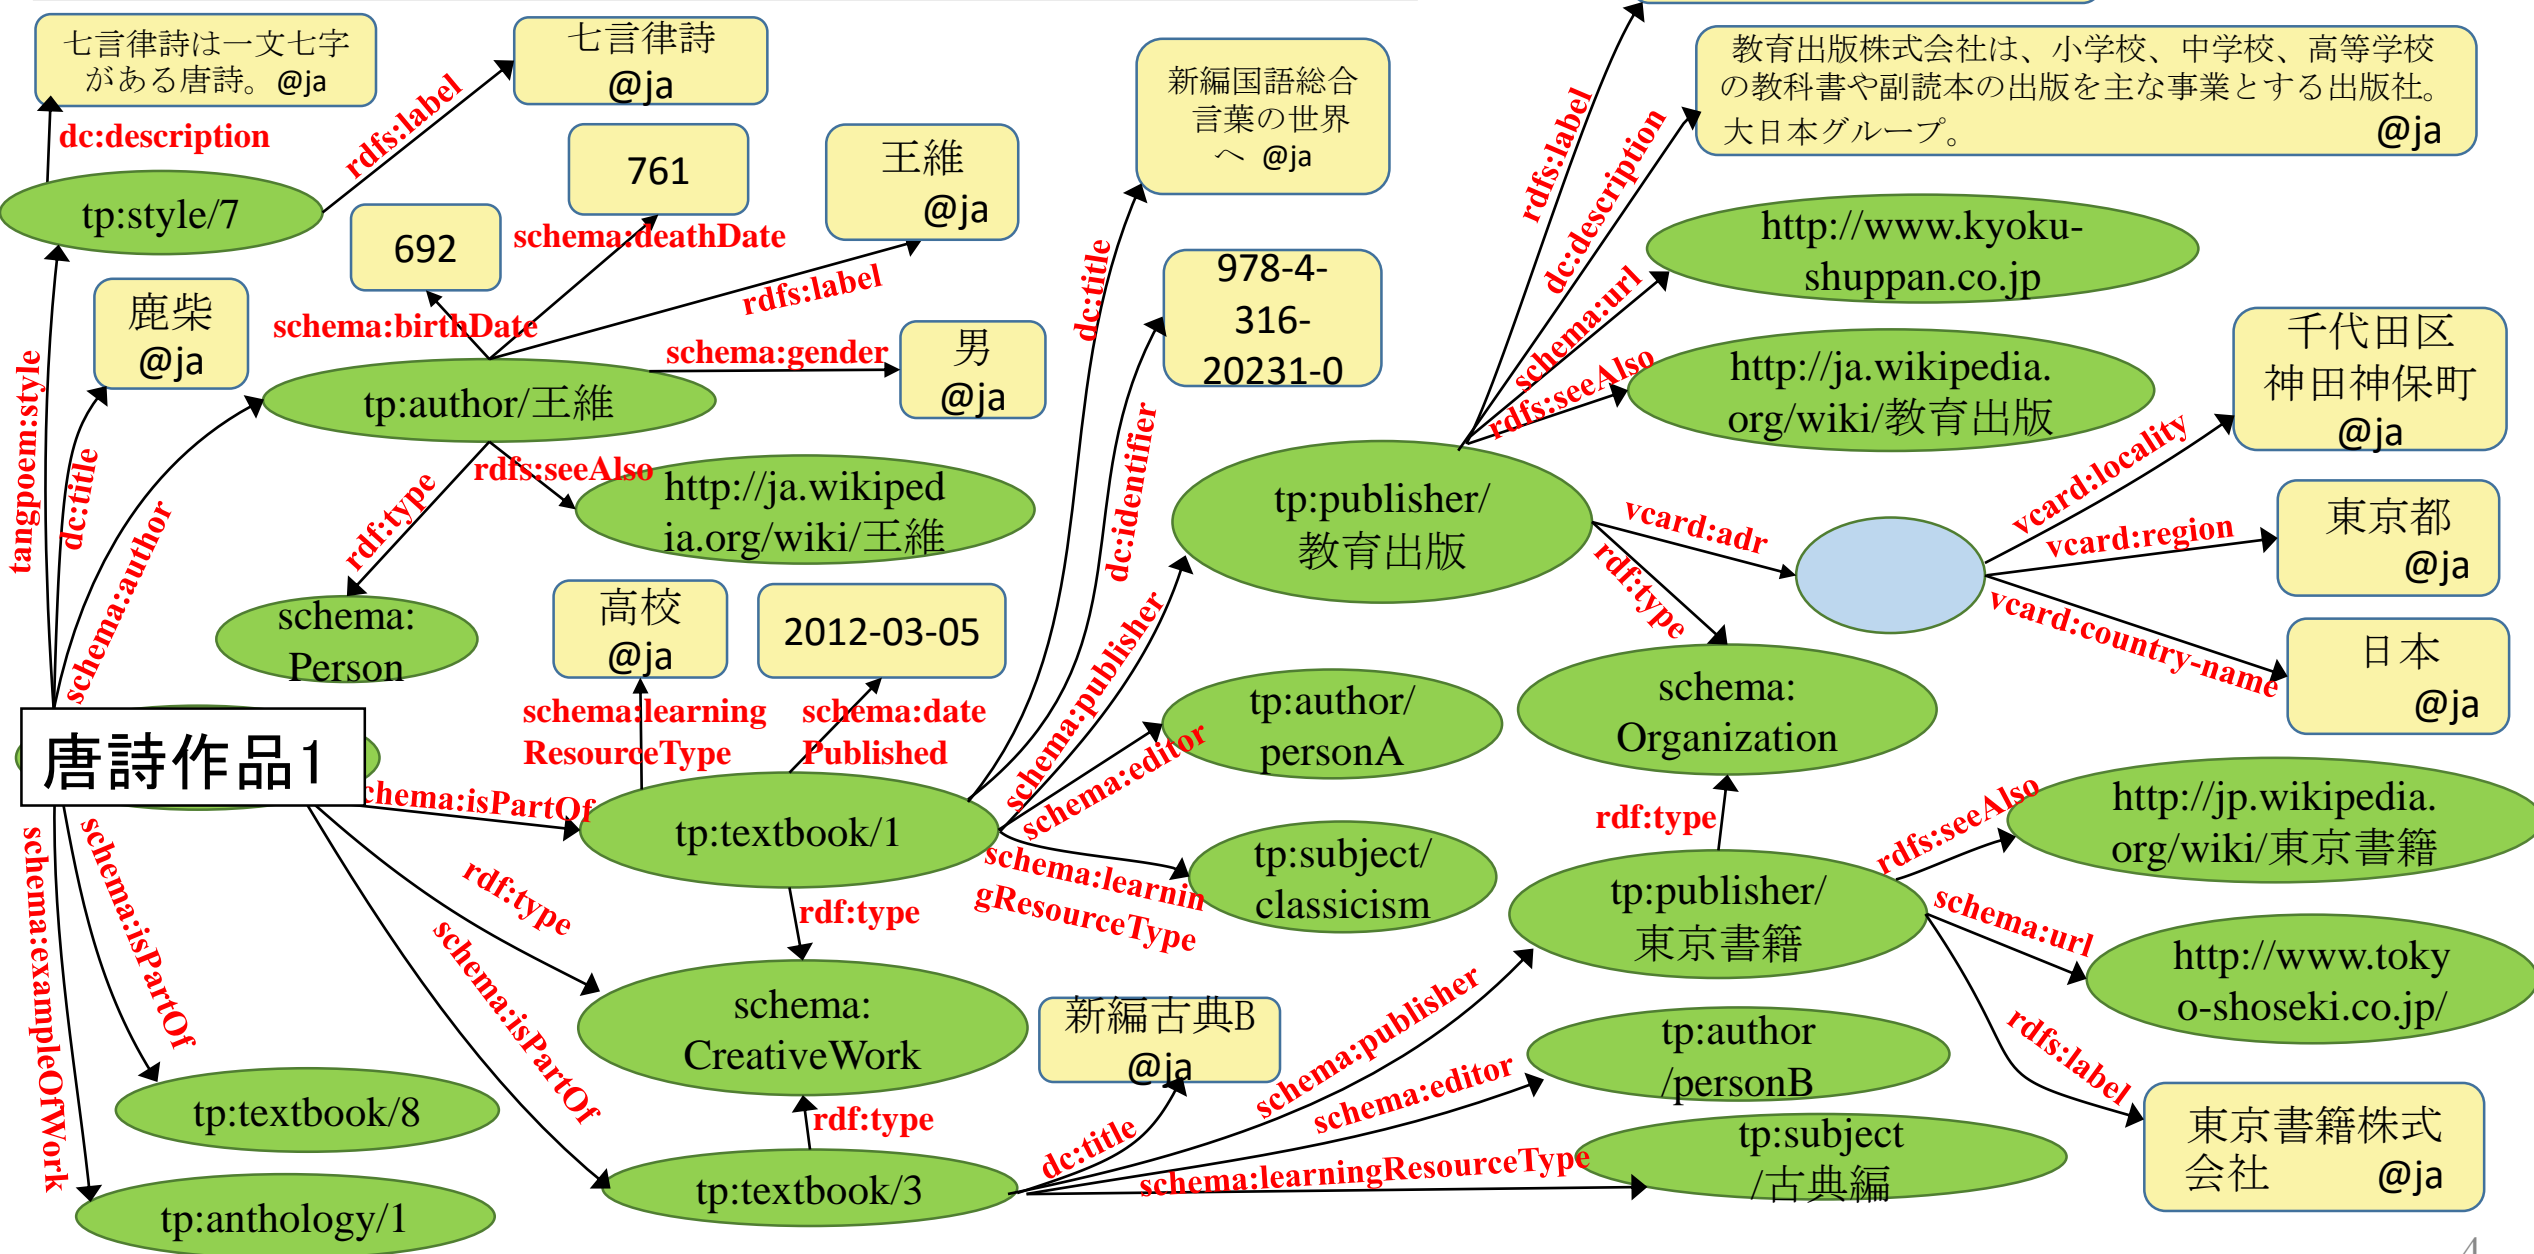 七言律詩は一文七字
がある唐詩。@ja
七言律詩
@ja
dc:description
rdfs:label
tp:style/7
692
761
王維
@ja
schema:deathDate
schema:birthDate
rdfs:label
鹿柴
@ja
schema:gender
男
@ja
tp:author/王維
tangpoem:style
dc:title
schema:author
rdf:type
rdfs:seeAlso
http://ja.wikiped
ia.org/wiki/王維
schema:
Person
高校
@ja
2012-03-05
schema:learning
ResourceType
schema:date
Published
唐詩作品1
chema:isPartOf
tp:textbook/1
新編国語総合
言葉の世界
へ @ja
dc:title
978-4-
316-
20231-0
dc:identifier
schema:publisher
schema:editor
schema:learnin
gResourceType
tp:author/
personA
tp:subject/
classicism
rdfs:label
dc:description
教育出版株式会社は、小学校、中学校、高等学校
の教科書や副読本の出版を主な事業とする出版社。
大日本グループ。 @ja
schema:url
http://www.kyoku-
shuppan.co.jp
rdfs:seeAlso
http://ja.wikipedia.
org/wiki/教育出版
tp:publisher/
教育出版
vcard:adr
rdf:type
vcard:locality
千代田区
神田神保町
@ja
vcard:region
東京都
@ja
vcard:country-name
日本
@ja
schema:
Organization
rdf:type
tp:publisher/
東京書籍
rdfs:seeAlso
http://jp.wikipedia.
org/wiki/東京書籍
schema:url
http://www.toky
o-shoseki.co.jp/
rdfs:label
東京書籍株式
会社 @ja
schema:exampleOfWork
schema:isPartOf
rdf:type
schema:isPartOf
rdf:type
schema:
CreativeWork
rdf:type
tp:textbook/8
tp:anthology/1
tp:textbook/3
新編古典B
@ja
dc:title
schema:publisher
schema:editor
schema:learningResourceType
tp:author
/personB
tp:subject
/古典編
4